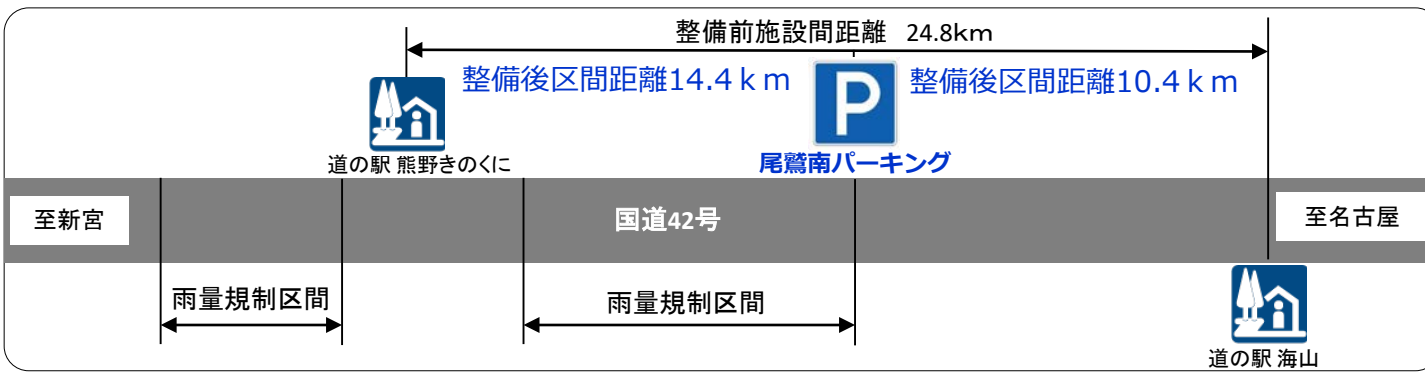 整備前施設間距離 24.8km
整備後区間距離14.4ｋｍ
P
整備後区間距離10.4ｋｍ
道の駅 熊野きのくに
尾鷲南パーキング
至新宮
国道42号
至名古屋
雨量規制区間
雨量規制区間
道の駅 海山